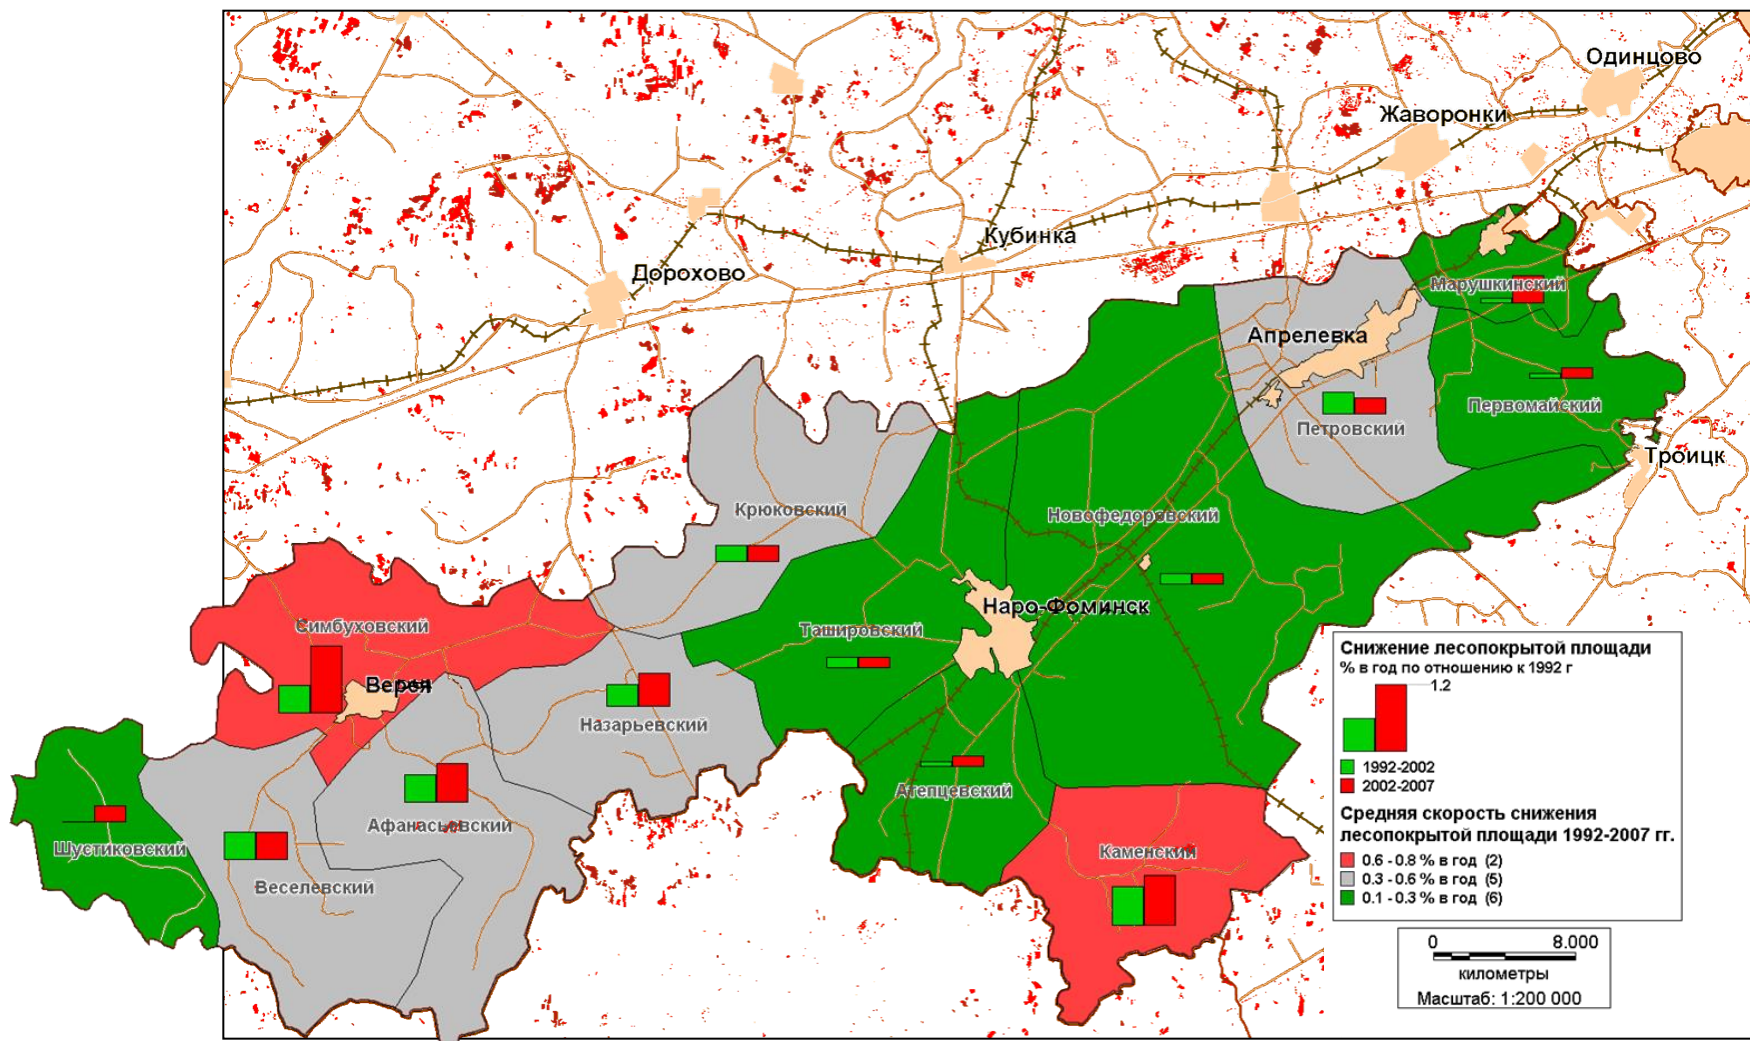 Одинцово
Жаворонки
Кубинка
Дорохово
Марушкинский
Апрелевка
Первомайский
Петровский
Троицк
Крюковский
Новофедоровский
Наро-Фоминск
Симбуховский
Ташировский
Верея
Назарьевский
Атепцевский
Афанасьевский
Шустиковский
Каменский
Веселевский
Снижение лесопокрытой площади
% в год по отношению к 1992 г
1.2
1992-2002
2002-2007
Средняя скорость снижения
лесопокрытой площади 1992-2007 гг.
0.6 - 0.8 % в год (2)
0.3 - 0.6 % в год (5)
0.1 - 0.3 % в год (6)
0 8.000
километры
Масштаб: 1:200 000